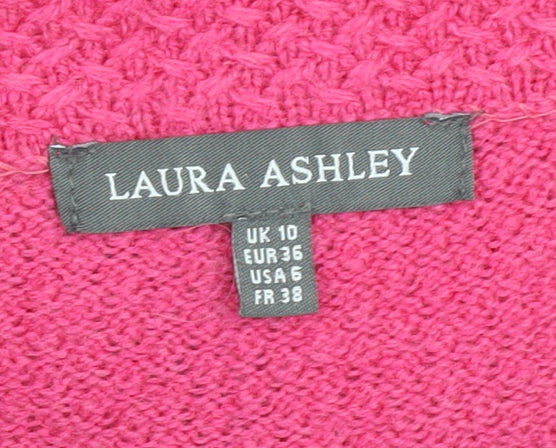 LAURA ASHLEY
UK 10
EUR 36
USA 6
FR 38